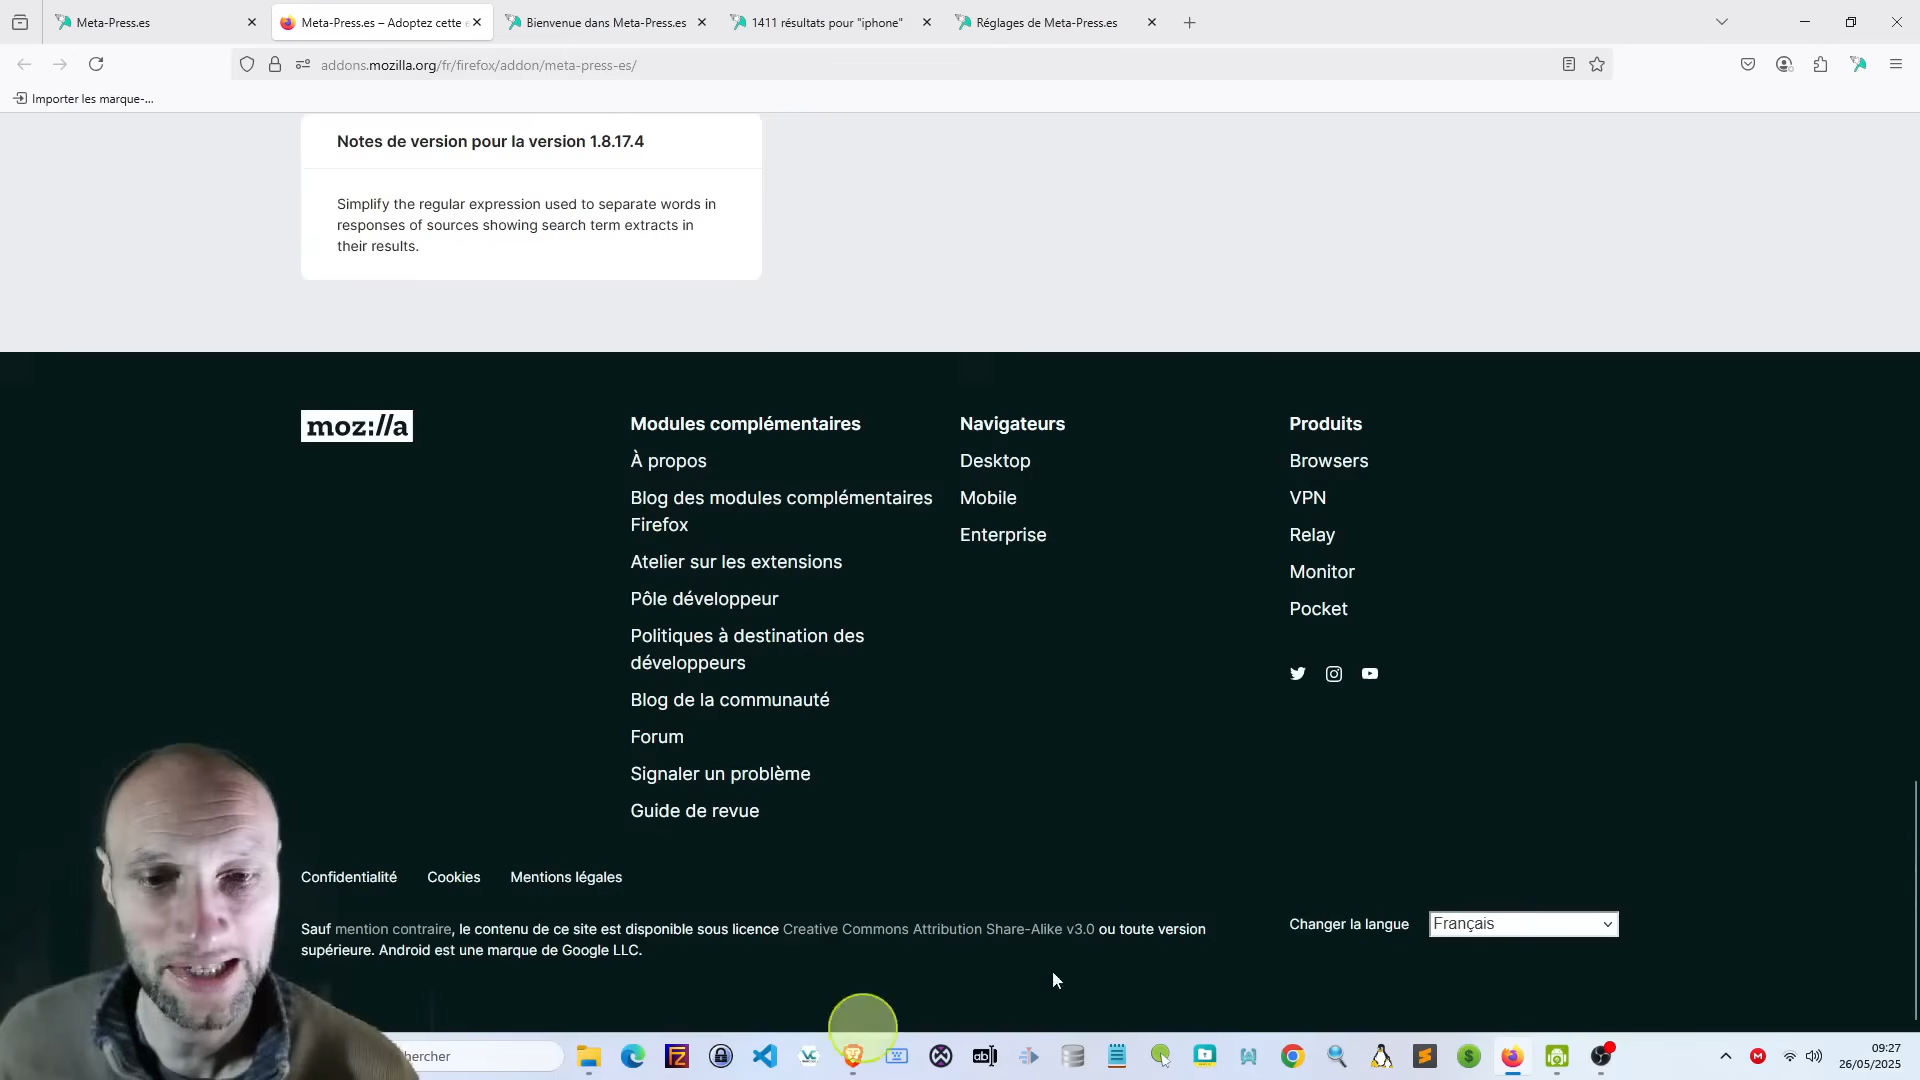 Meta-Press.es
Meta-Press.es – Adoptez cette
Bienvenue dans Meta-Press.es
1411 résultats pour "iphone"
Réglages de Meta-Press.es
addons.mozilla.org/fr/firefox/addon/meta-press-es/
Importer les marque-...
Notes de version pour la version 1.8.17.4
Simplify the regular expression used to separate words in
responses of sources showing search term extracts in
their results.
moz://a
Modules complémentaires
À propos
Blog des modules complémentaires
Firefox
Atelier sur les extensions
Pôle développeur
Politiques à destination des
développeurs
Blog de la communauté
Forum
Signaler un problème
Guide de revue
Navigateurs
Desktop
Mobile
Enterprise
Produits
Browsers
VPN
Relay
Monitor
Pocket
Confidentialité
Cookies
Mentions légales
Sauf mention contraire, le contenu de ce site est disponible sous licence Creative Commons Attribution Share-Alike v3.0 ou toute version
supérieure. Android est une marque de Google LLC.
Changer la langue
Français
hercher
09:27
26/05/2025